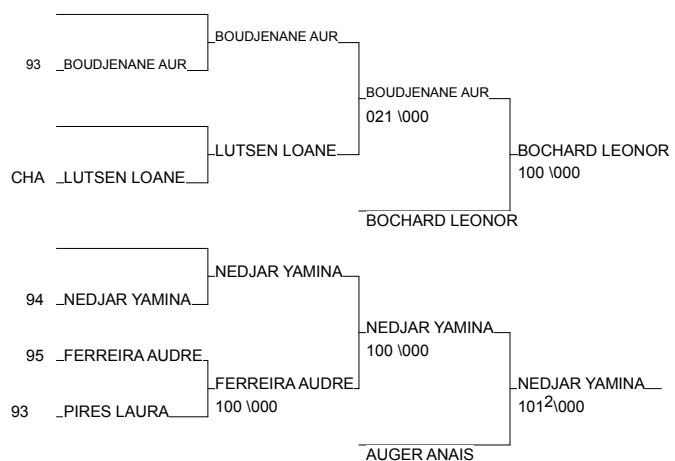 BOUDJENANE AUR
93 BOUDJENANE AUR
BOUDJENANE AUR
021 \000
LUTSEN LOANE
BOCHARD LEONOR
100 \000
CHA LUTSEN LOANE
BOCHARD LEONOR
NEDJAR YAMINA
94 NEDJAR YAMINA
NEDJAR YAMINA
100 \000
95 FERREIRA AUDRE
FERREIRA AUDRE
100 \000
NEDJAR YAMINA
101²\000
93 PIRES LAURA
AUGER ANAIS